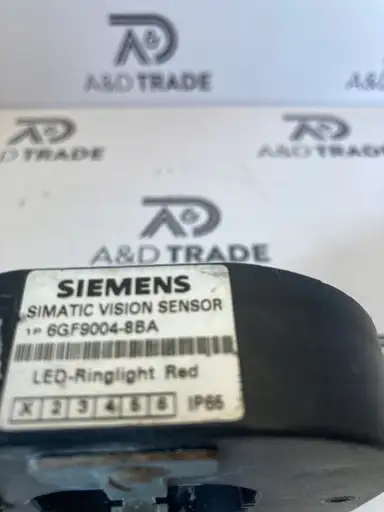 A&D TRADE
A&D TRADE
A&D TRADE
A&D TRADE
SIEMENS
SIMATIC VISION SENSOR
1P 6GF9004-8BA
LED-Ringlight Red
X 2 3 4 5 6 IP65